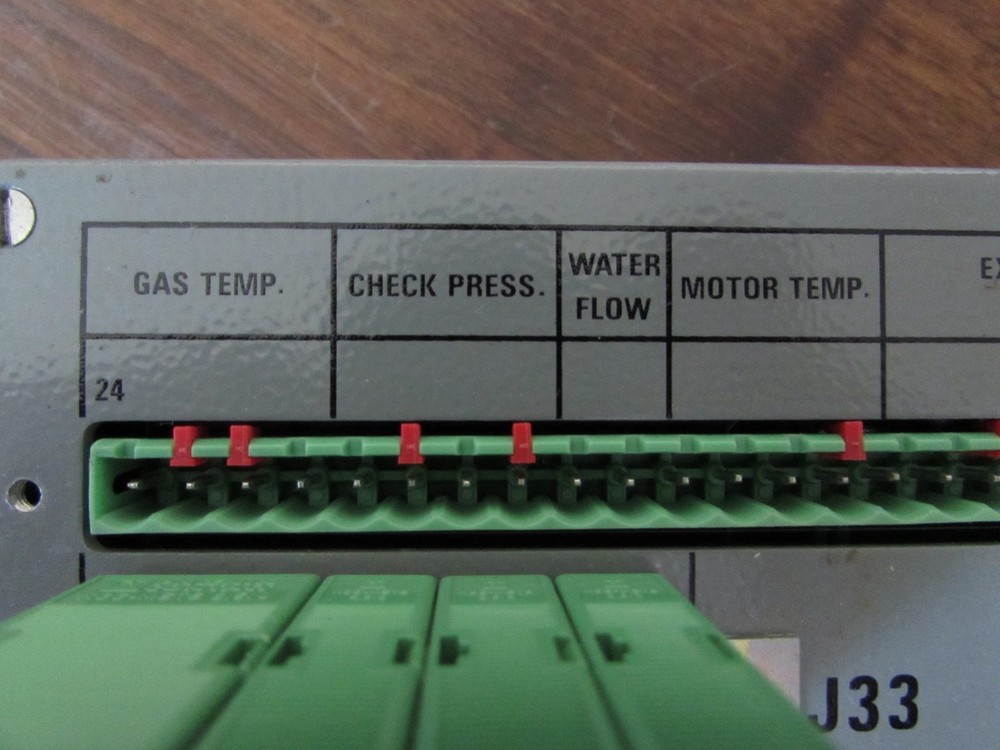 GAS TEMP.
CHECK PRESS.
WATER
FLOW
MOTOR TEMP.
24
J33